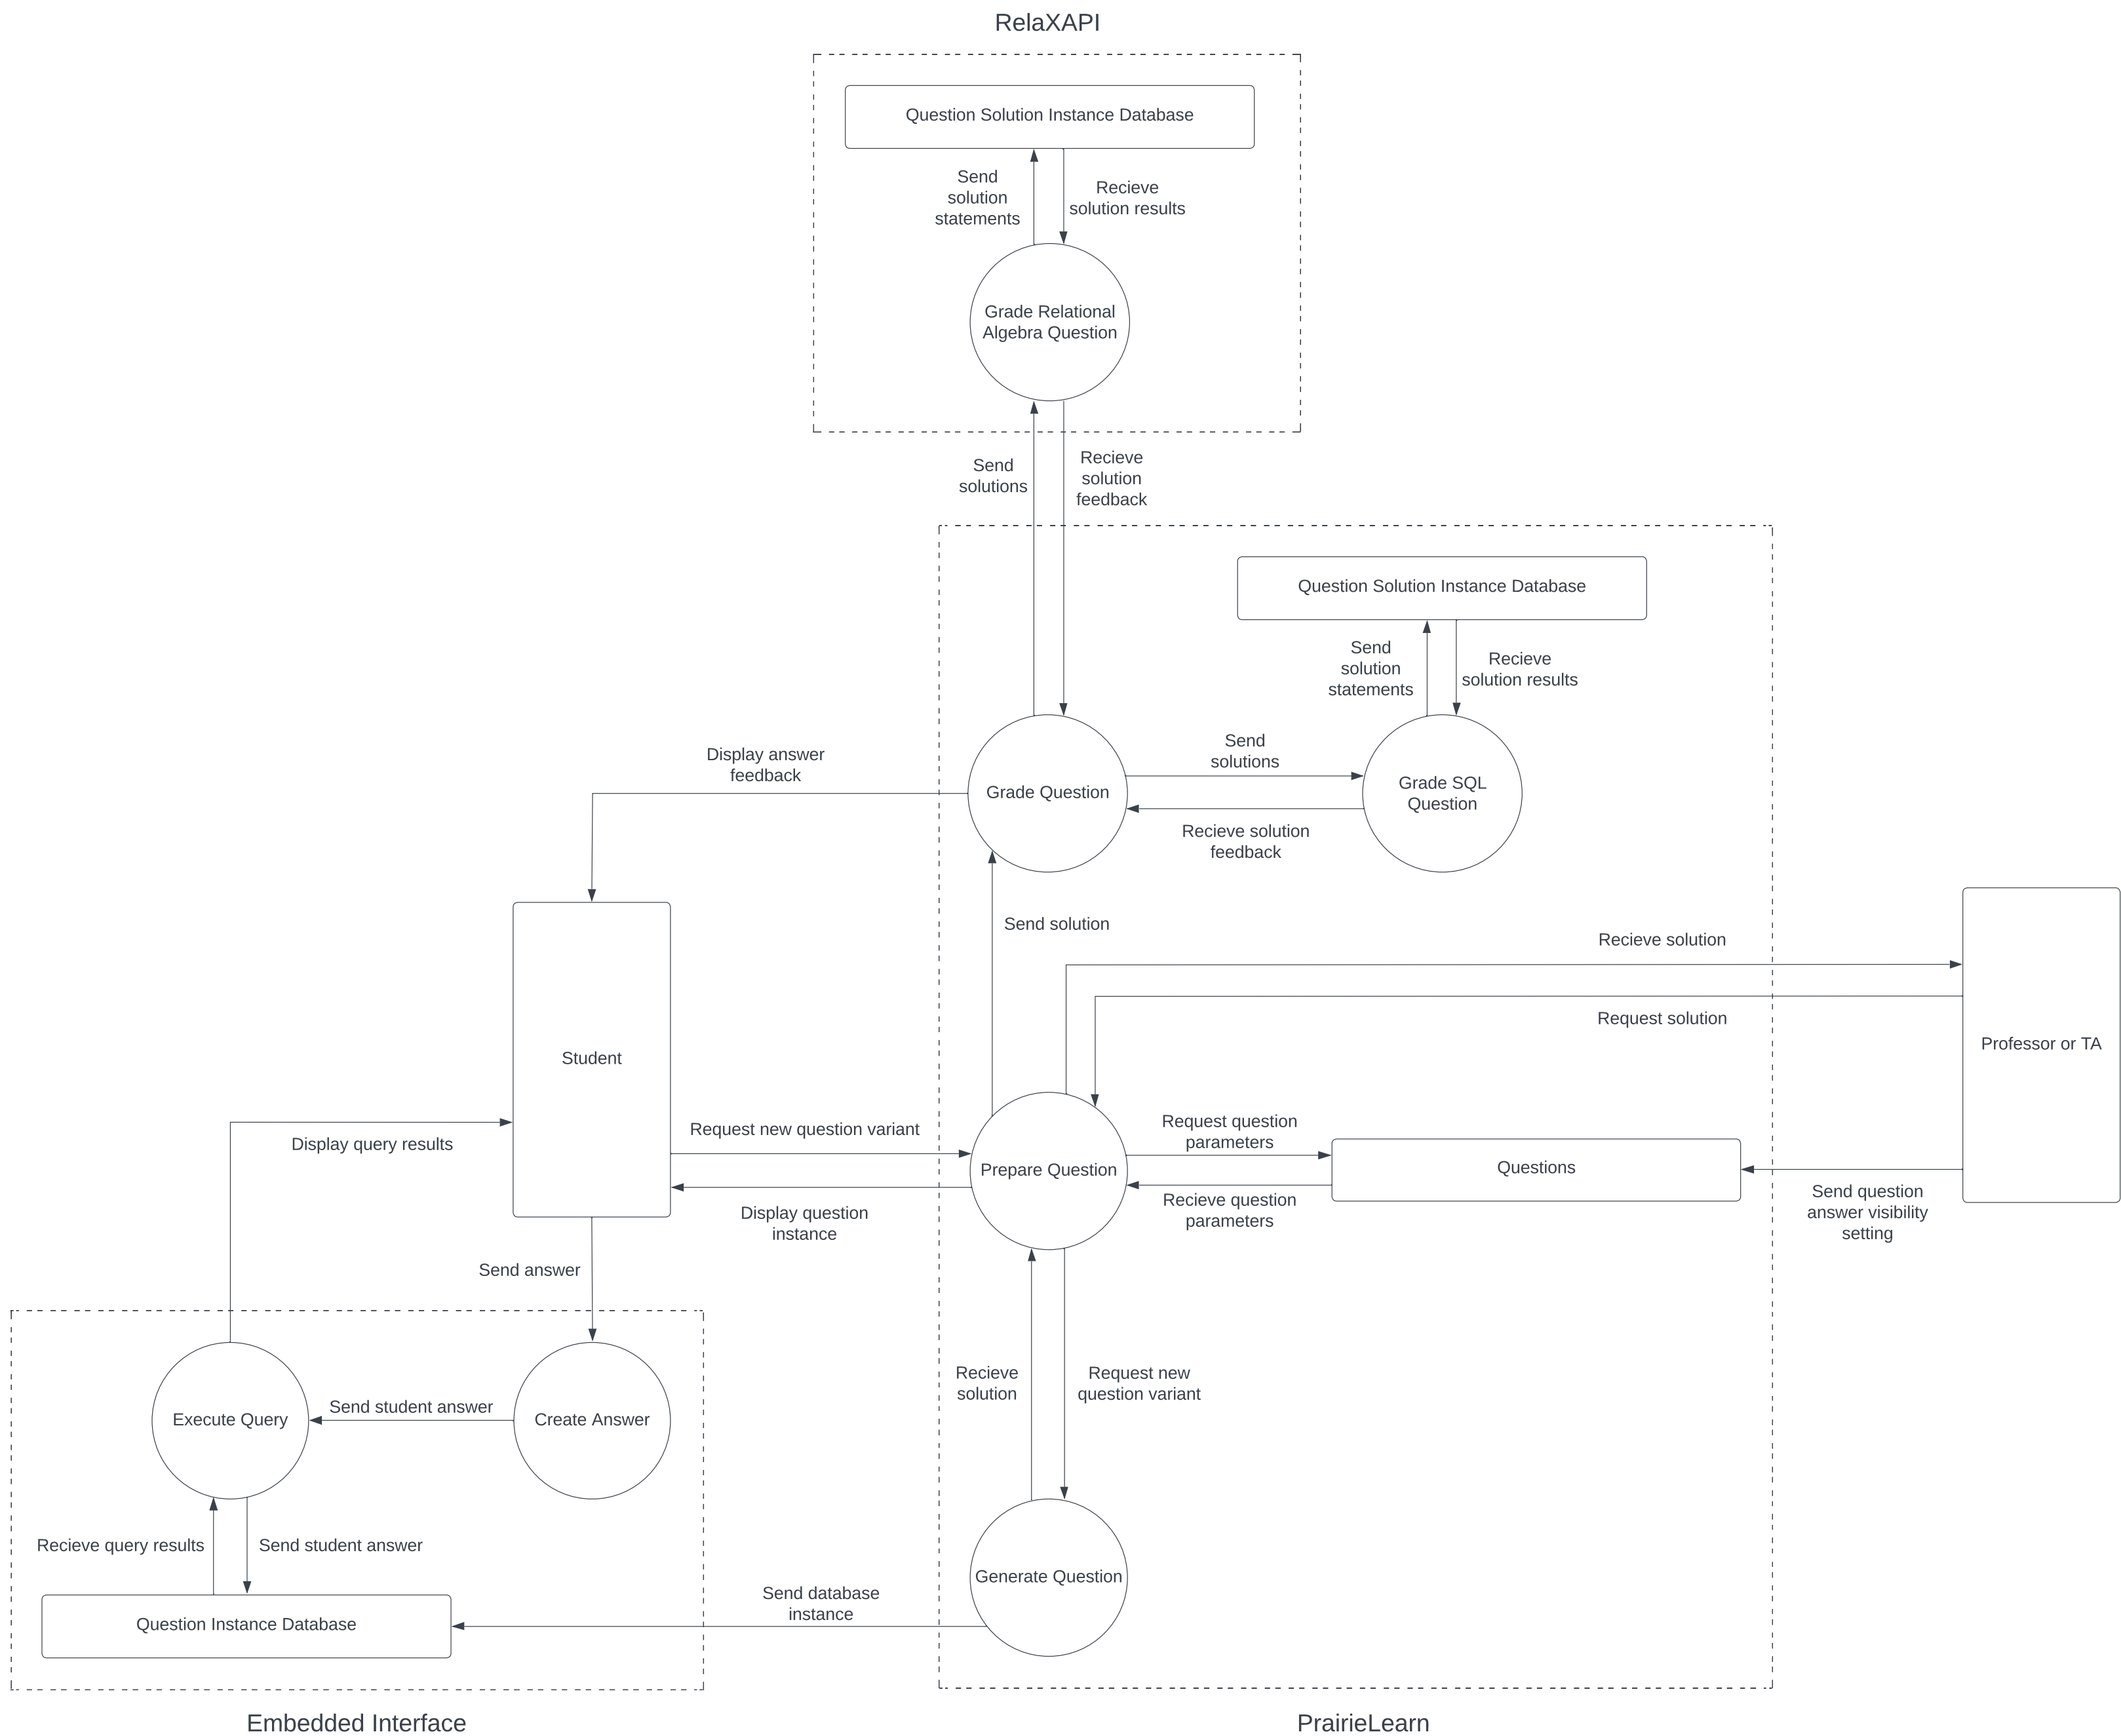 RelaXAPI
Question Solution Instance Database
Send
solution
statements
Recieve
solution results
Grade Relational
Algebra Question
Send
solutions
Recieve
solution
feedback
Question Solution Instance Database
Send
solution
statements
Recieve
solution results
Display answer
feedback
Grade Question
Send
solutions
Recieve solution
feedback
Grade SQL
Question
Send solution
Recieve solution
Request solution
Professor or TA
Student
Display query results
Request new question variant
Display question
instance
Prepare Question
Request question
parameters
Recieve question
parameters
Questions
Send question
answer visibility
setting
Send answer
Execute Query
Send student answer
Create Answer
Recieve
solution
Request new
question variant
Recieve query results
Send student answer
Question Instance Database
Send database
instance
Generate Question
Embedded Interface
PrairieLearn